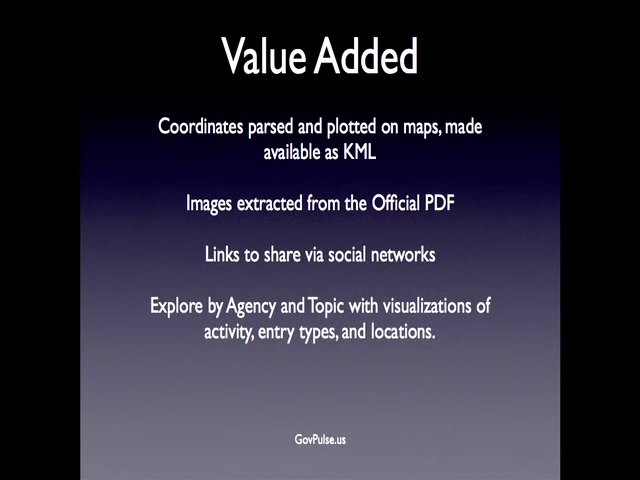 Value Added
Coordinates parsed and plotted on maps, made
available as KML
Images extracted from the Official PDF
Links to share via social networks
Explore by Agency and Topic with visualizations of
activity, entry types, and locations.
GovPulse.us